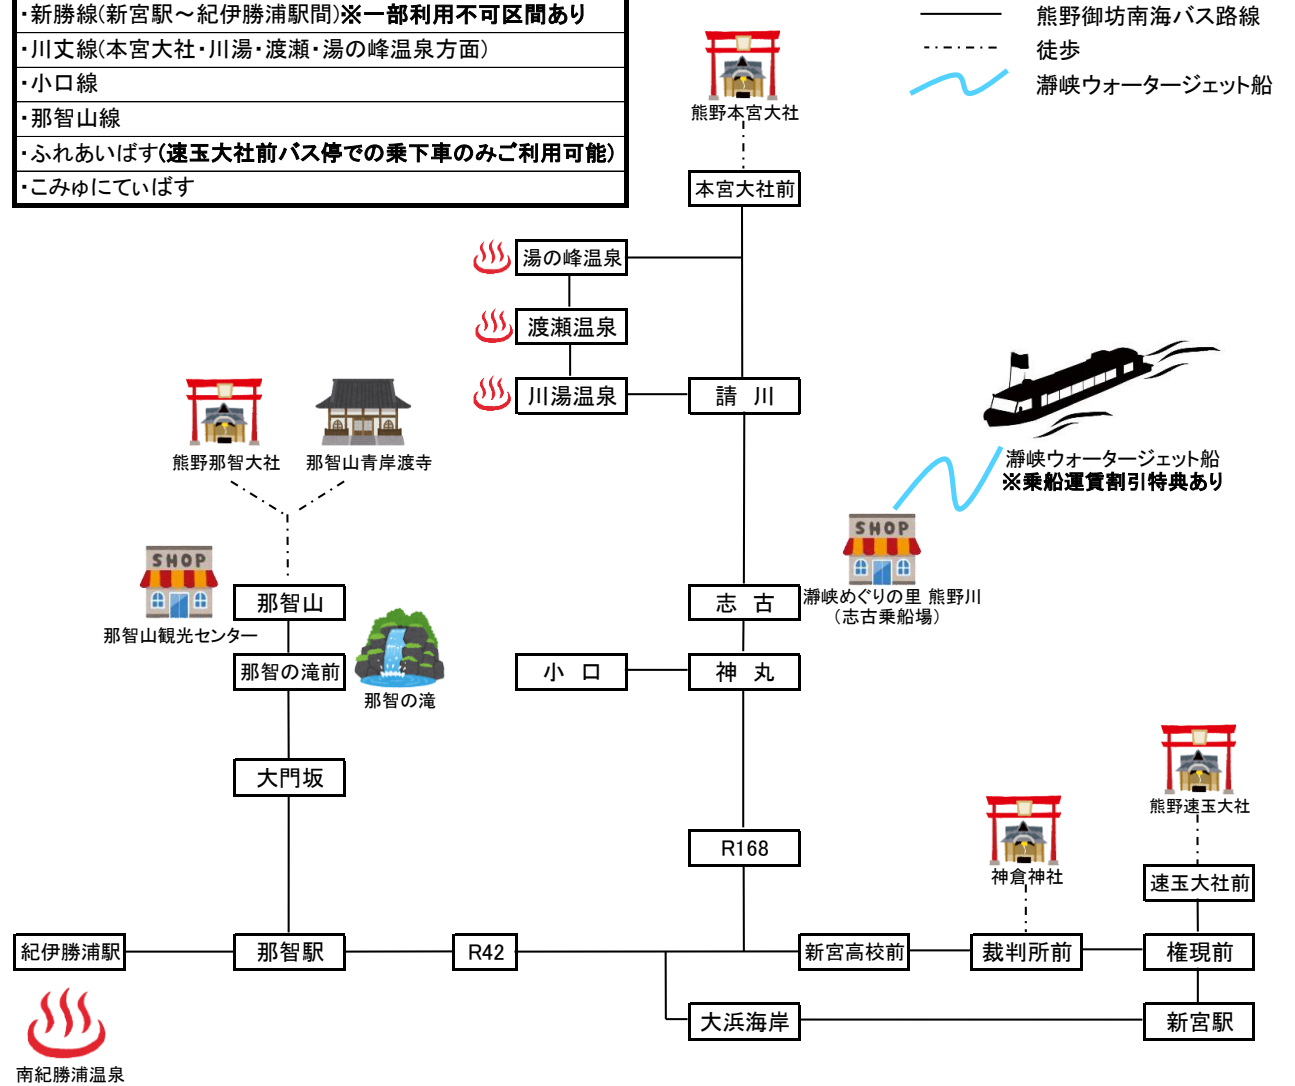 ・新勝線(新宮駅～紀伊勝浦駅間)※一部利用不可区間あり
・川丈線(本宮大社・川湯・渡瀬・湯の峰温泉方面)
・小口線
・那智山線
・ふれあいばす(速玉大社前バス停での乗下車のみご利用可能)
・こみゅにてぃばす
熊野御坊南海バス路線
徒歩
瀞峡ウォータージェット船
熊野本宮大社
本宮大社前
湯の峰温泉
渡瀬温泉
川湯温泉
請 川
熊野那智大社
那智山青岸渡寺
瀞峡ウォータージェット船
※乗船運賃割引特典あり
SHOP
SHOP
那智山
志 古
瀞峡めぐりの里 熊野川
(志古乗船場)
那智山観光センター
那智の滝前
那智の滝
小 口
神 丸
大門坂
熊野速玉大社
R168
神倉神社
速玉大社前
紀伊勝浦駅
那智駅
R42
新宮高校前
裁判所前
権現前
大浜海岸
新宮駅
南紀勝浦温泉